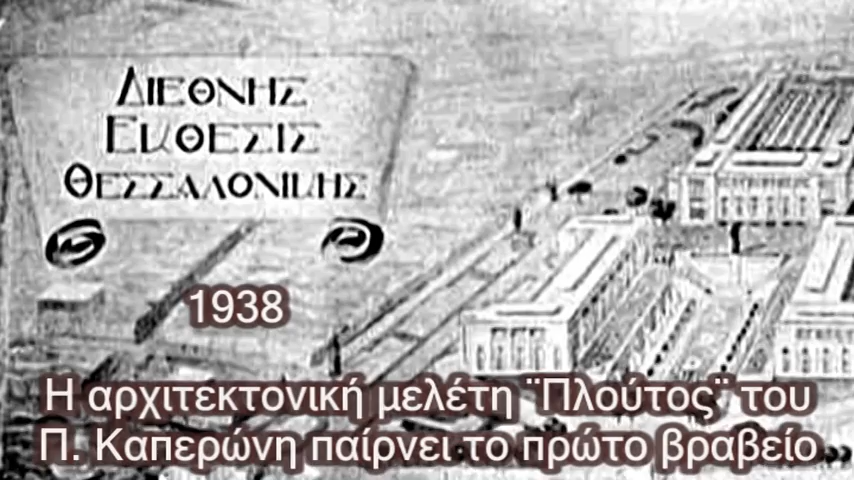 ΔΙΕΘΝΗΣ
ΕΚΘΕΣΙΣ
ΘΕΣΣΑΛΟΝΙΚΗΣ
1938
Η αρχιτεκτονική μελέτη ¨Πλούτος¨ του
Π. Καπερώνη παίρνει το πρώτο βραβείο